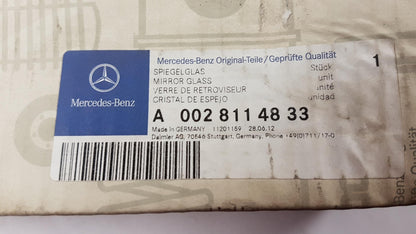 Mercedes-Benz Original-Teile/Geprüfte Qualität 1
SPIEGELGLAS Stück
MIRROR GLASS unit
VERRE DE RETROVISEUR unité
CRISTAL DE ESPEJO unidad
Mercedes-Benz
A 002 811 48 33
Made in GERMANY 11201159 28.06.12
Daimler AG, 70546 Stuttgart, Germany, Phone +49(0)711/17-0